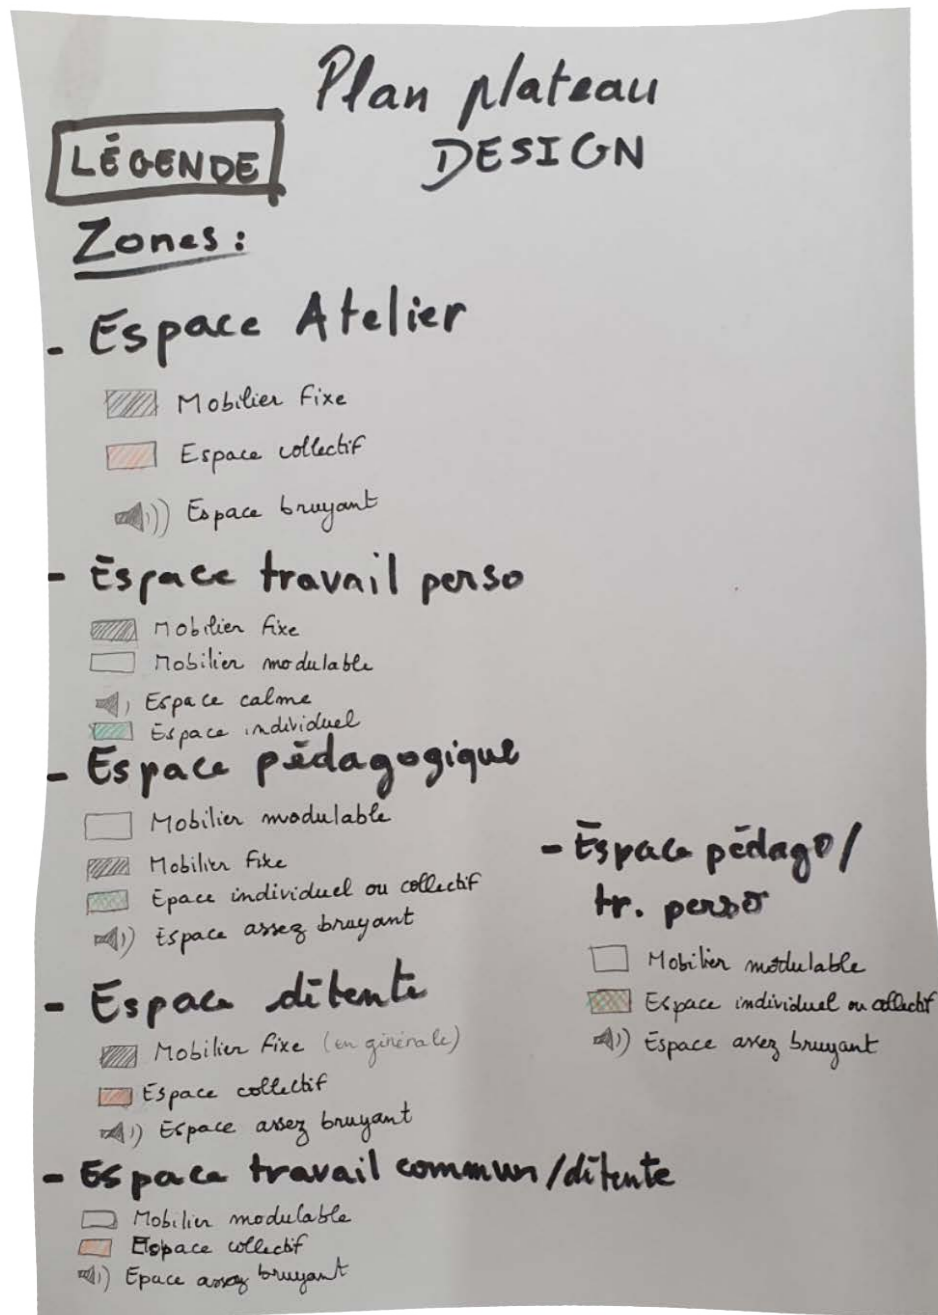 Plan plateau
DESIGN
LÉGENDE
Zones :
- Espace Atelier
Mobilier fixe
Espace collectif
Espace bruyant
- Espace travail perso
Mobilier fixe
Mobilier modulable
Espace calme
Espace individuel
- Espace pédagogique
Mobilier modulable
Mobilier fixe
Epace individuel ou collectif
Espace assez bruyant
- Espace détente
Mobilier fixe (en générale)
Espace collectif
Espace assez bruyant
- Espace travail commun/détente
Mobilier modulable
Espace collectif
Epace assez bruyant
- Espace pédago/
tr. perso
Mobilier modulable
Espace individuel ou collectif
Espace assez bruyant